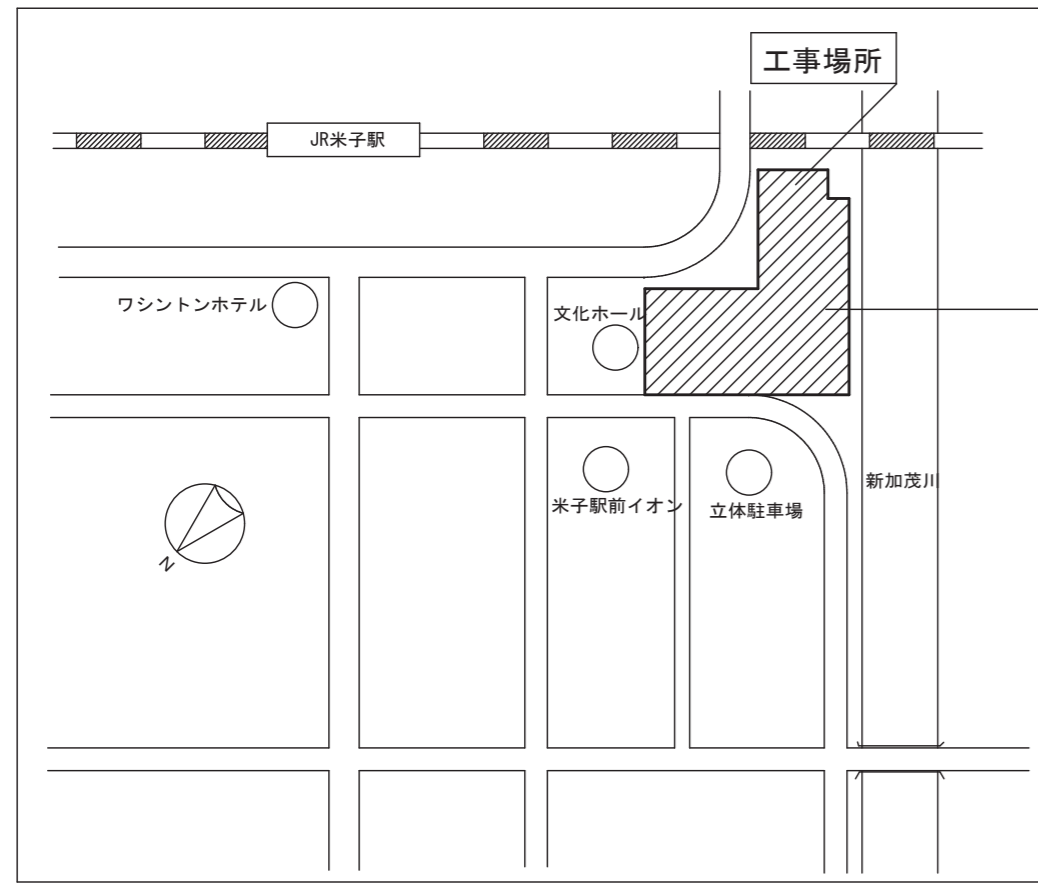 工事場所
JR米子駅
ワシントンホテル
文化ホール
新加茂川
米子駅前イオン
立体駐車場
N